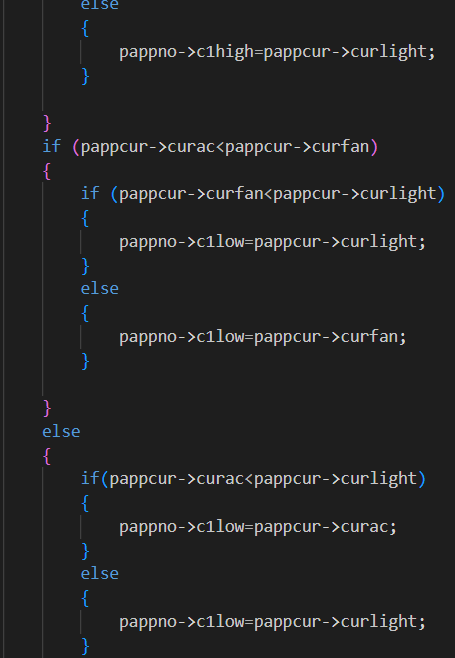 else
{
pappno->c1high=pappcur->curlight;
}
}
if (pappcur->curac<pappcur->curfan)
{
if (pappcur->curfan<pappcur->curlight)
{
pappno->c1low=pappcur->curlight;
}
else
{
pappno->c1low=pappcur->curfan;
}
}
else
{
if(pappcur->curac<pappcur->curlight)
{
pappno->c1low=pappcur->curac;
}
else
{
pappno->c1low=pappcur->curlight;
}